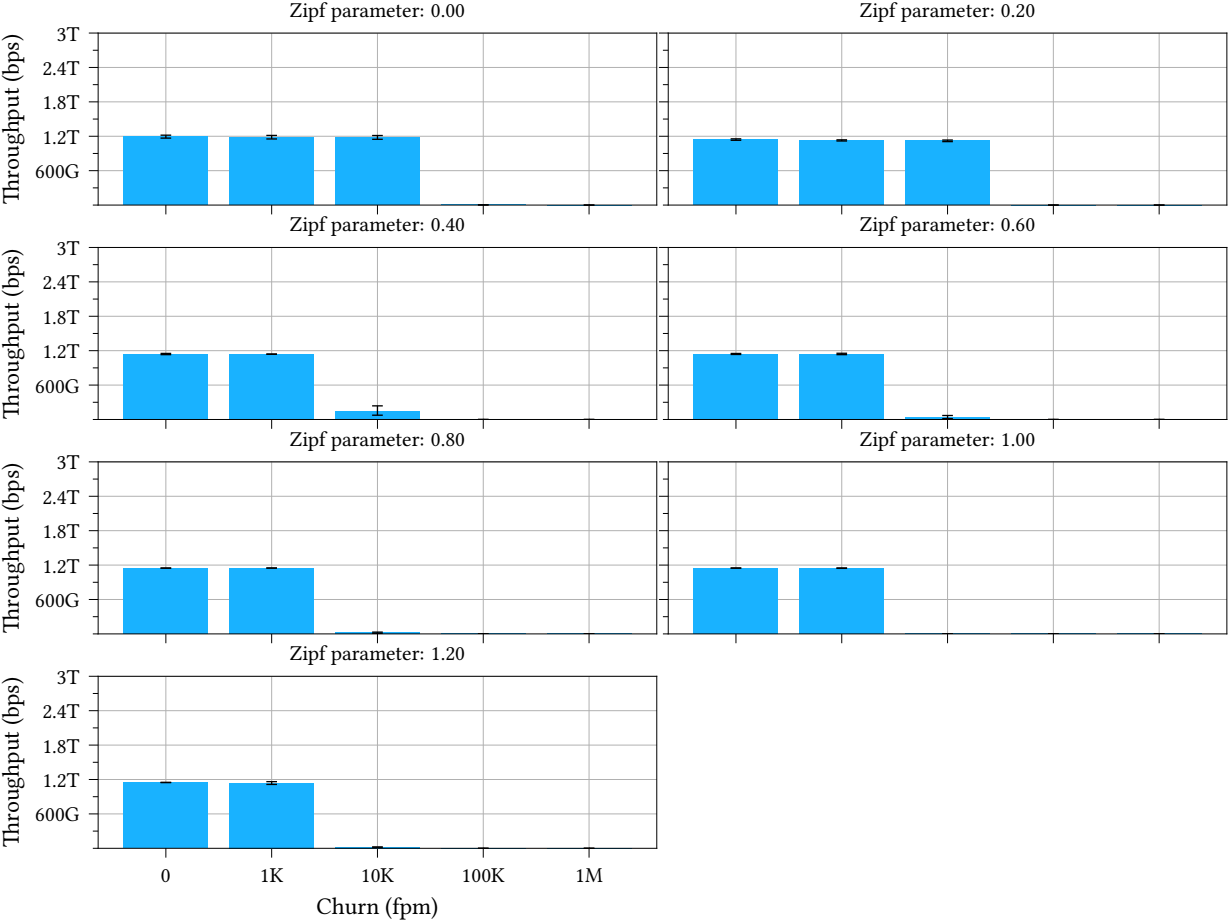 Zipf parameter: 0.00
Zipf parameter: 0.20
Throughput (bps)
3T
2.4T
1.8T
1.2T
600G
Zipf parameter: 0.40
Zipf parameter: 0.60
Throughput (bps)
3T
2.4T
1.8T
1.2T
600G
Zipf parameter: 0.80
Zipf parameter: 1.00
Throughput (bps)
3T
2.4T
1.8T
1.2T
600G
Zipf parameter: 1.20
Throughput (bps)
3T
2.4T
1.8T
1.2T
600G
0 1K 10K 100K 1M
Churn (fpm)